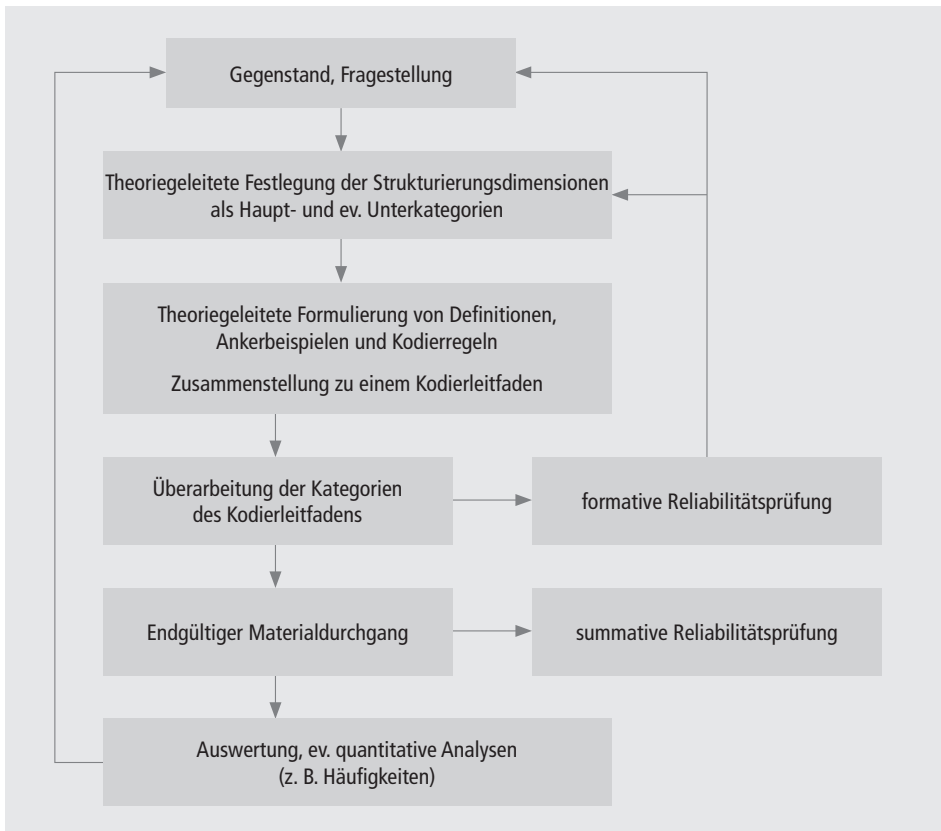 Gegenstand, Fragestellung
Theoriegeleitete Festlegung der Strukturierungsdimensionen
als Haupt- und ev. Unterkategorien
Theoriegeleitete Formulierung von Definitionen,
Ankerbeispielen und Kodierregeln
Zusammenstellung zu einem Kodierleitfaden
Überarbeitung der Kategorien
des Kodierleitfadens
formative Reliabilitätsprüfung
Endgültiger Materialdurchgang
summative Reliabilitätsprüfung
Auswertung, ev. quantitative Analysen
(z. B. Häufigkeiten)